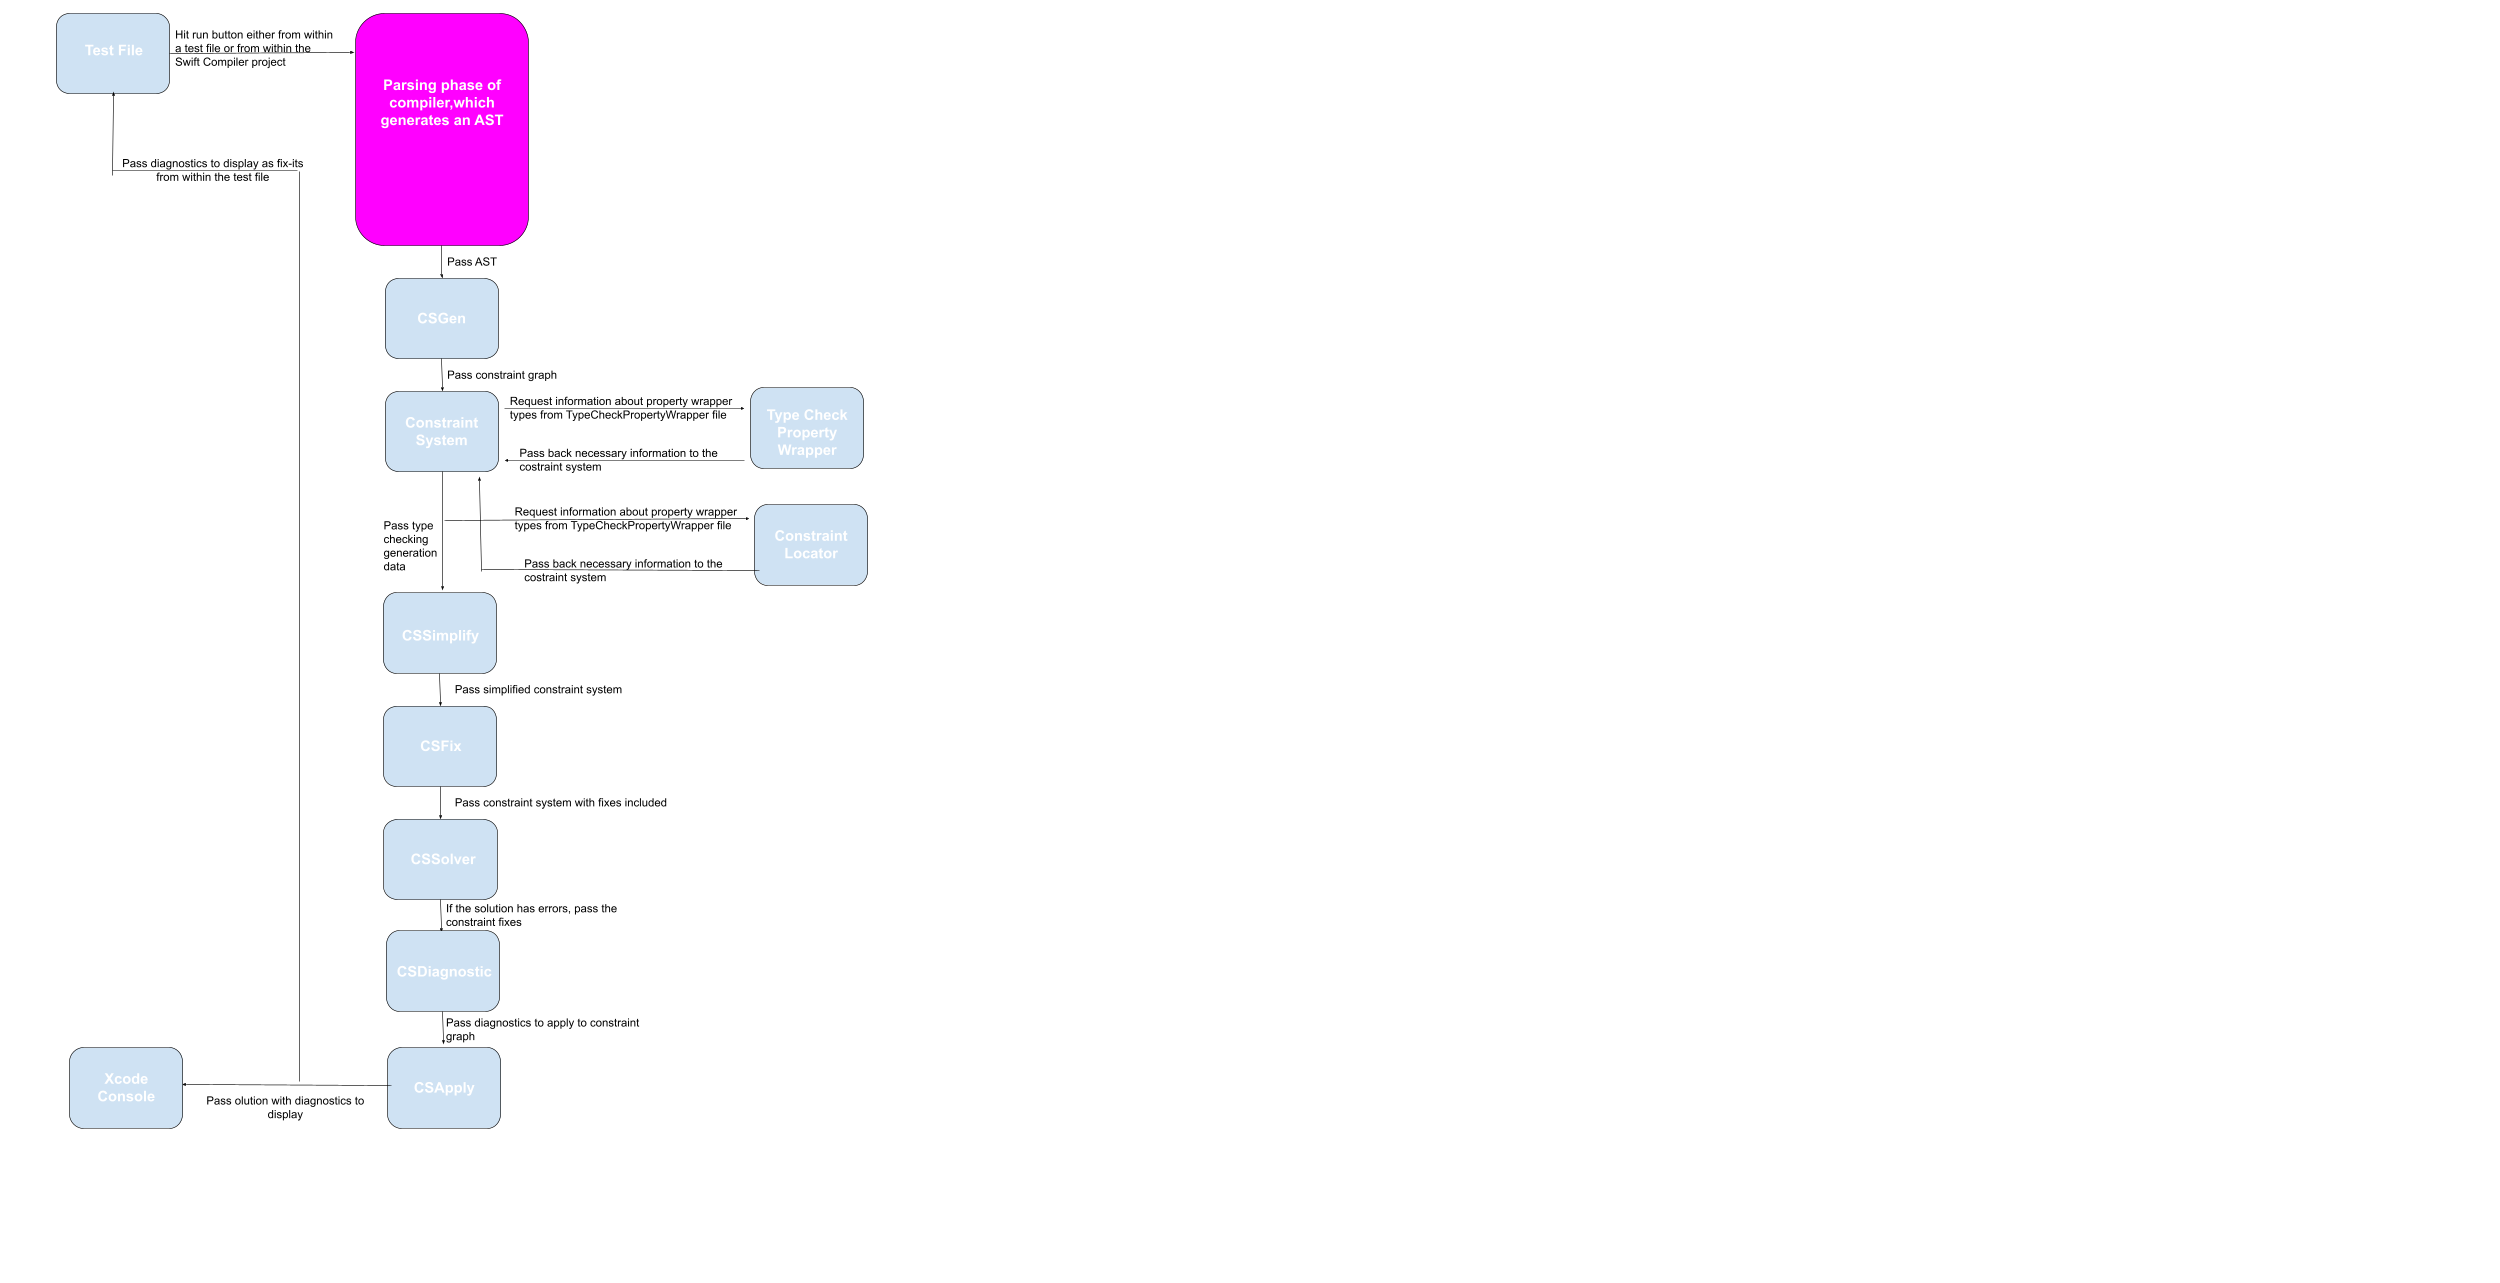 Test File
Hit run button either from within
a test file or from within the
Swift Compiler project
Parsing phase of
compiler,which
generates an AST
Pass diagnostics to display as fix-its
from within the test file
Pass AST
CSGen
Pass constraint graph
Constraint
System
Request information about property wrapper
types from TypeCheckPropertyWrapper file
Type Check
Property
Wrapper
Pass back necessary information to the
costraint system
Pass type
checking
generation
data
Request information about property wrapper
types from TypeCheckPropertyWrapper file
Constraint
Locator
Pass back necessary information to the
costraint system
CSSimplify
Pass simplified constraint system
CSFix
Pass constraint system with fixes included
CSSolver
If the solution has errors, pass the
constraint fixes
CSDiagnostic
Pass diagnostics to apply to constraint
graph
Xcode
Console
CSApply
Pass olution with diagnostics to
display